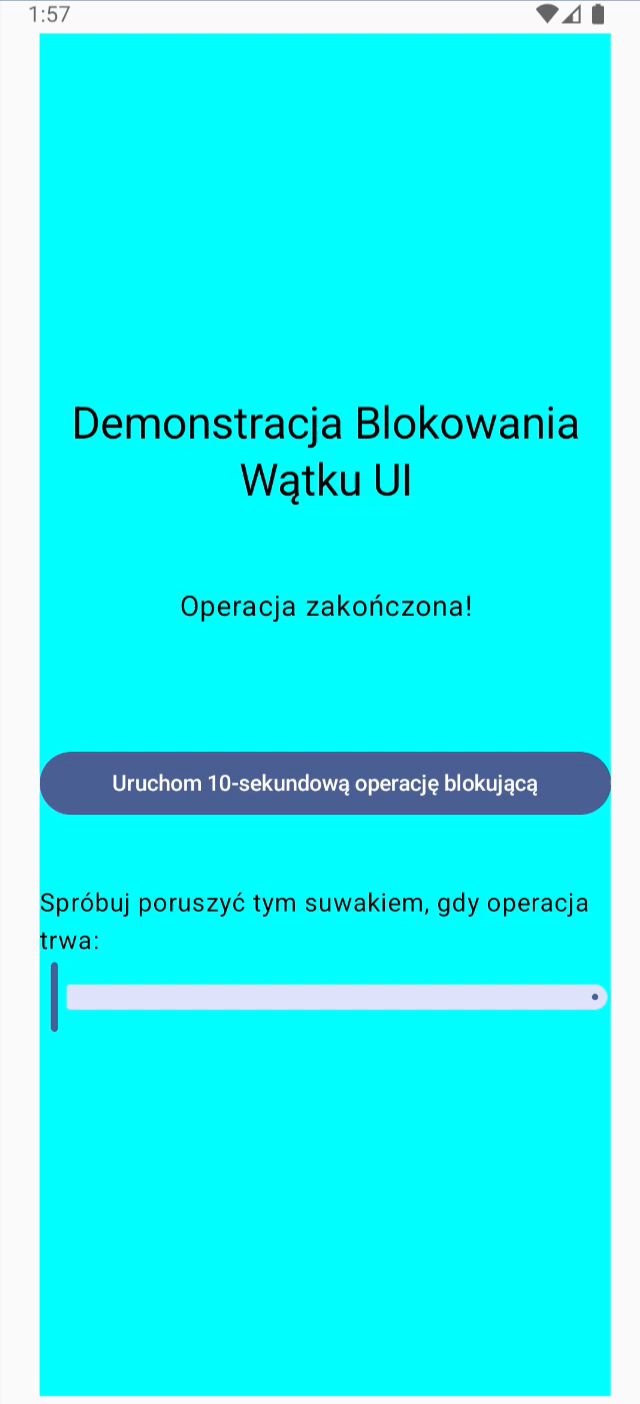 1:57
Demonstracja Blokowania
Wątku UI
Operacja zakończona!
Uruchom 10-sekundową operację blokującą
Spróbuj poruszyć tym suwakiem, gdy operacja
trwa: